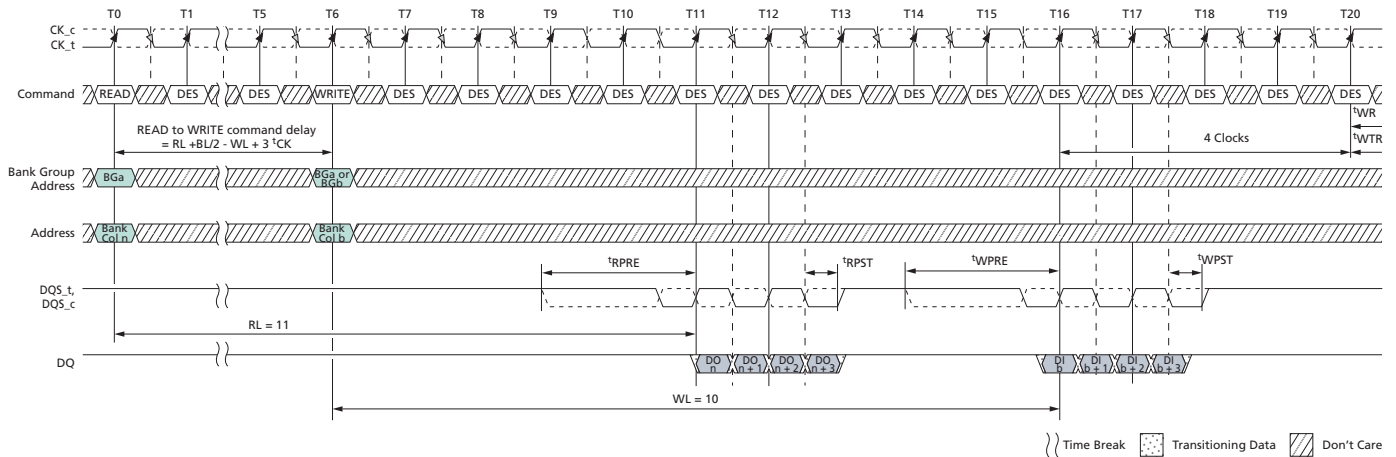 T0 T1 T5 T6 T7 T8 T9 T10 T11 T12 T13 T14 T15 T16 T17 T18 T19 T20
CK_c
CK_t
Command READ DES DES WRITE DES DES DES DES DES DES DES DES DES DES DES DES DES DES
tWR
READ to WRITE command delay
= RL +BL/2 - WL + 3 tCK
4 Clocks
tWTR
Bank Group
Address
BGa
BGa or
BGb
Address
Bank
Col n
Bank
Col b
tRPRE tRPST tWPRE tWPST
DQS_t,
DQS_c
RL = 11
DQ
DO
n
DO
n + 1
DO
n + 2
DO
n + 3
DI
b
DI
b + 1
DI
b + 2
DI
b + 3
WL = 10
Time Break Transitioning Data Don't Care